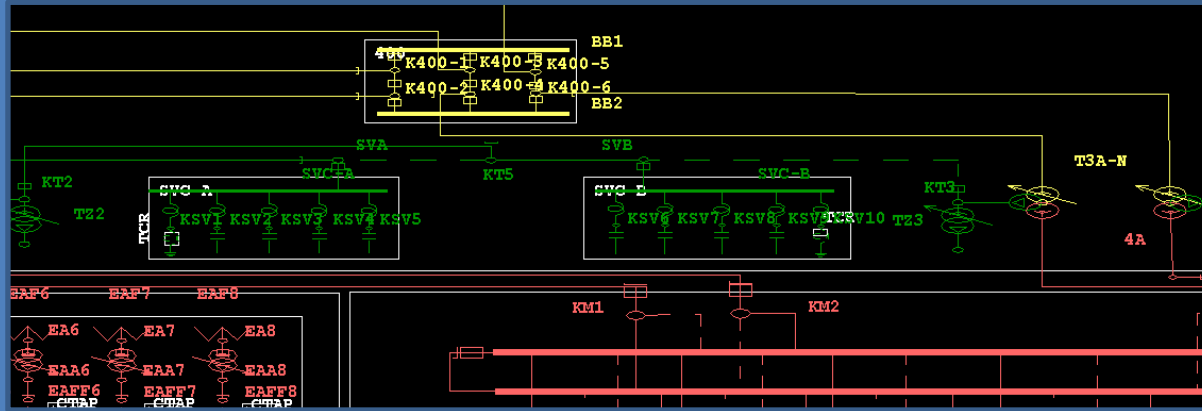 400
BB1
K400-1 K400-3 K400-5
K400-2 K400-4 K400-6
BB2
SVA SVB
T3A-N
SVC-A KT5 SVC-B
KT2 SVC A SVC B KT3
TZ2 KSV1 KSV2 KSV3 KSV4 KSV5 KSV6 KSV7 KSV8 KSV9 KSV10 TZ3
TCR TCR
4A
EAF6 EAF7 EAF8
KM1 KM2
EA6 EA7 EA8
EAA6 EAA7 EAA8
EAFF6 EAFF7 EAFF8
CTAP CTAP CTAP